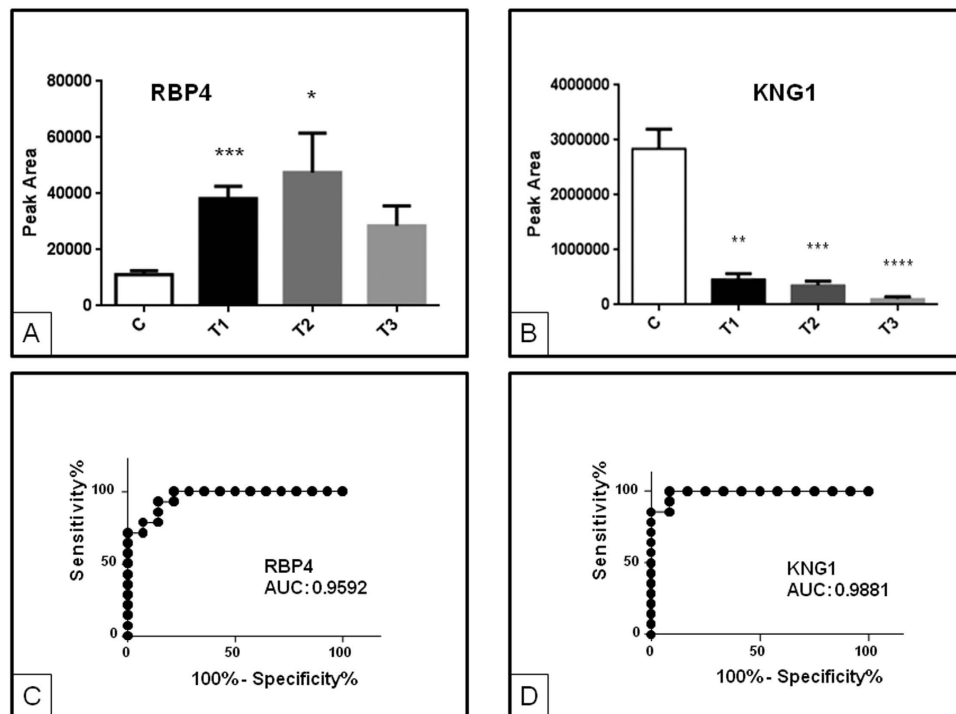 80000
RBP4
*
60000
***
Peak Area
40000
20000
0
C
T1
T2
T3
A
4000000
KNG1
3000000
Peak Area
2000000
1000000
**
***
****
0
C
T1
T2
T3
B
Sensitivity%
100
50
0
RBP4
AUC: 0.9592
0
50
100
100%- Specificity%
C
Sensitivity%
100
50
0
KNG1
AUC: 0.9881
0
50
100
100%- Specificity%
D